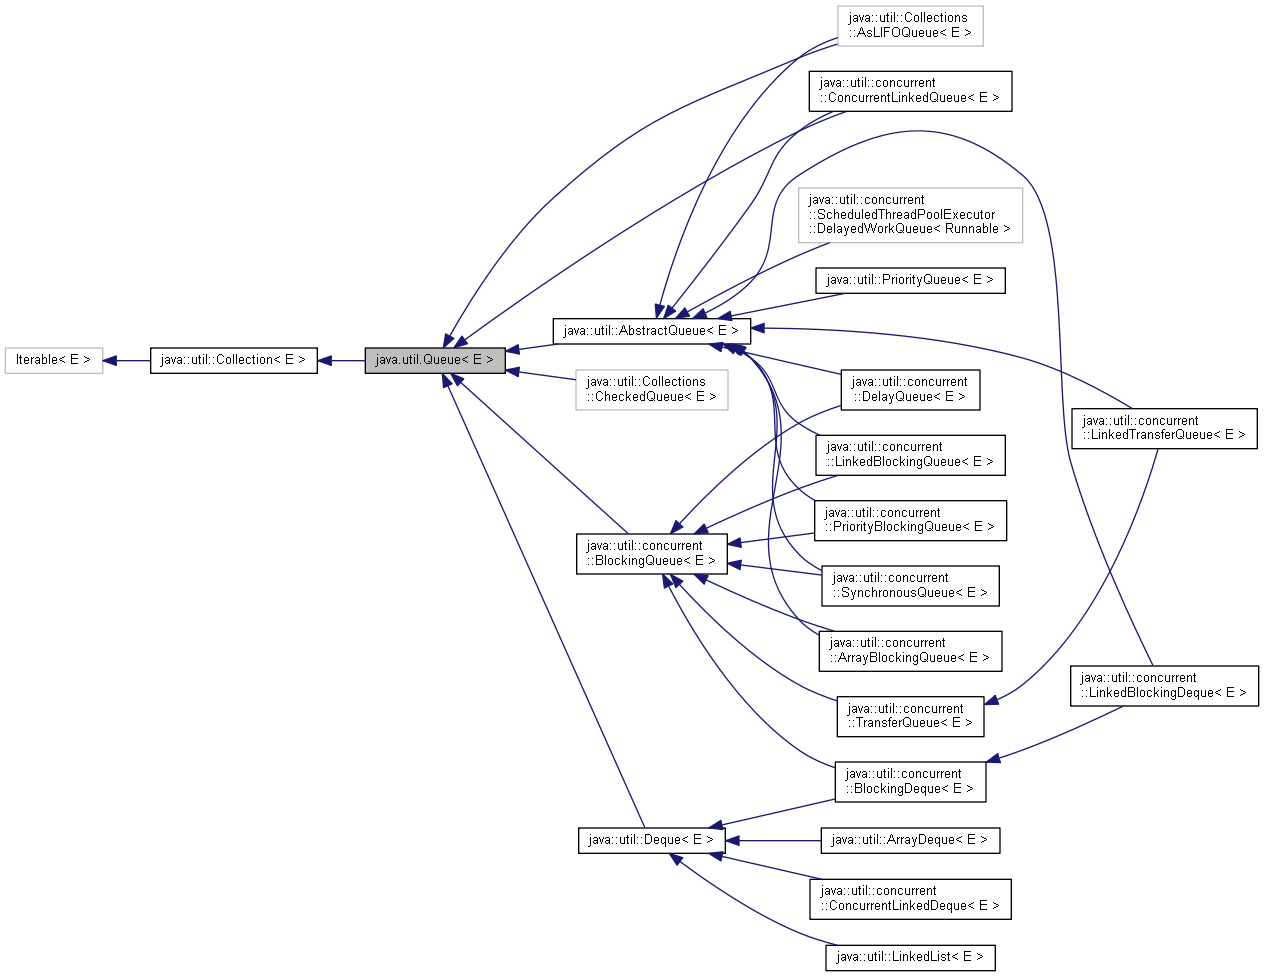 java::util::Collections
::AsLIFOQueue< E >
java::util::concurrent
::ConcurrentLinkedQueue< E >
java::util::concurrent
::ScheduledThreadPoolExecutor
::DelayedWorkQueue< Runnable >
java::util::PriorityQueue< E >
java::util::AbstractQueue< E >
Iterable< E >
java::util::Collection< E >
java.util.Queue< E >
java::util::Collections
::CheckedQueue< E >
java::util::concurrent
::DelayQueue< E >
java::util::concurrent
::LinkedTransferQueue< E >
java::util::concurrent
::LinkedBlockingQueue< E >
java::util::concurrent
::PriorityBlockingQueue< E >
java::util::concurrent
::BlockingQueue< E >
java::util::concurrent
::SynchronousQueue< E >
java::util::concurrent
::ArrayBlockingQueue< E >
java::util::concurrent
::LinkedBlockingDeque< E >
java::util::concurrent
::TransferQueue< E >
java::util::concurrent
::BlockingDeque< E >
java::util::Deque< E >
java::util::ArrayDeque< E >
java::util::concurrent
::ConcurrentLinkedDeque< E >
java::util::LinkedList< E >